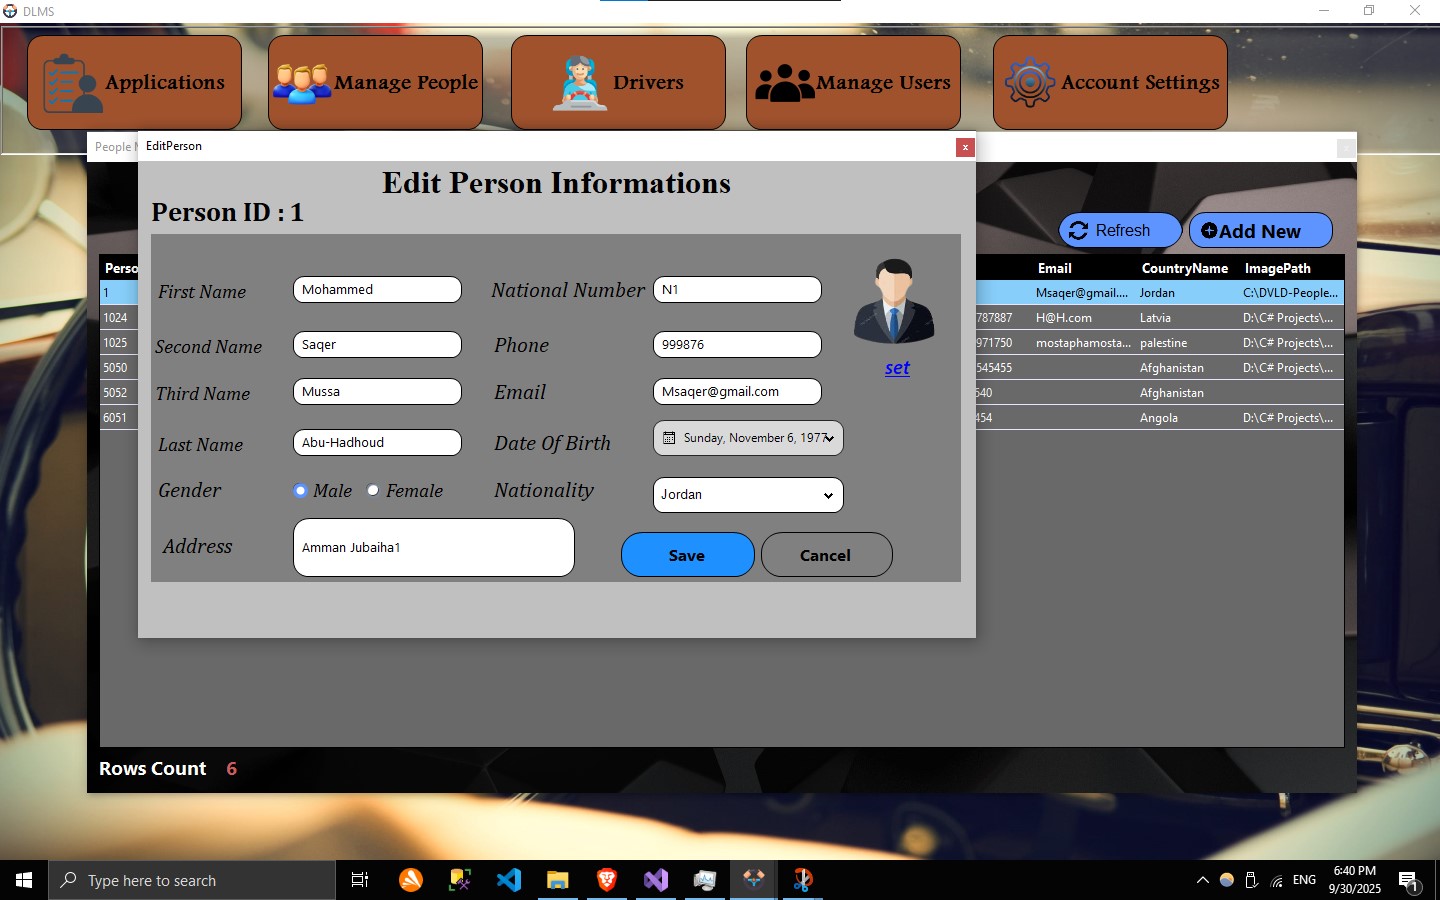 DLMS
Applications
Manage People
Drivers
Manage Users
Account Settings
People M
EditPerson
x
Edit Person Informations
Person ID : 1
Refresh
Add New
Perso
Email
CountryName
ImagePath
1
Msaqer@gmail....
Jordan
C:\DVLD-People...
1024
787887
H@H.com
Latvia
D:\C# Projects\...
1025
971750
mostaphamosta...
palestine
D:\C# Projects\...
5050
545455
Afghanistan
D:\C# Projects\...
5052
540
Afghanistan
6051
454
Angola
D:\C# Projects\...
First Name
Mohammed
National Number
N1
Second Name
Saqer
Phone
999876
set
Third Name
Mussa
Email
Msaqer@gmail.com
Last Name
Abu-Hadhoud
Date Of Birth
Sunday, November 6, 1977
Gender
Male
Female
Nationality
Jordan
Address
Amman Jubaiha1
Save
Cancel
Rows Count 6
Type here to search
ENG
6:40 PM
9/30/2025
1